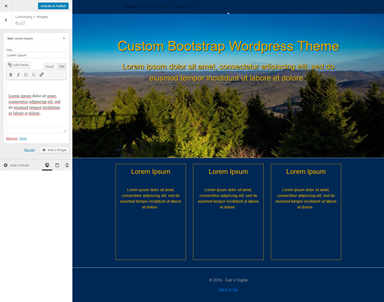 Activate & Publish
Customizing ▸ Widgets
Text: Lorem Ipsum
Title
Lorem Ipsum
Add Media
Visual Text
Lorem ipsum dolor sit amet,
consectetur adipiscing elit, sed
do eiusmod tempor incididunt
ut labore et dolore
Remove | Done
Reorder + Add a Widget
Hide Controls
Custom Bootstrap Wordpress Theme
Lorem ipsum dolor sit amet, consectetur adipiscing elit, sed do
eiusmod tempor incididunt ut labore et dolore
Lorem Ipsum
Lorem ipsum dolor sit amet,
consectetur adipiscing elit, sed do
eiusmod tempor incididunt ut labore
et dolore
Lorem Ipsum
Lorem ipsum dolor sit amet,
consectetur adipiscing elit, sed do
eiusmod tempor incididunt ut labore
et dolore
Lorem Ipsum
Lorem ipsum dolor sit amet,
consectetur adipiscing elit, sed do
eiusmod tempor incididunt ut labore
et dolore
© 2019 - Dub V Digital
Back to top